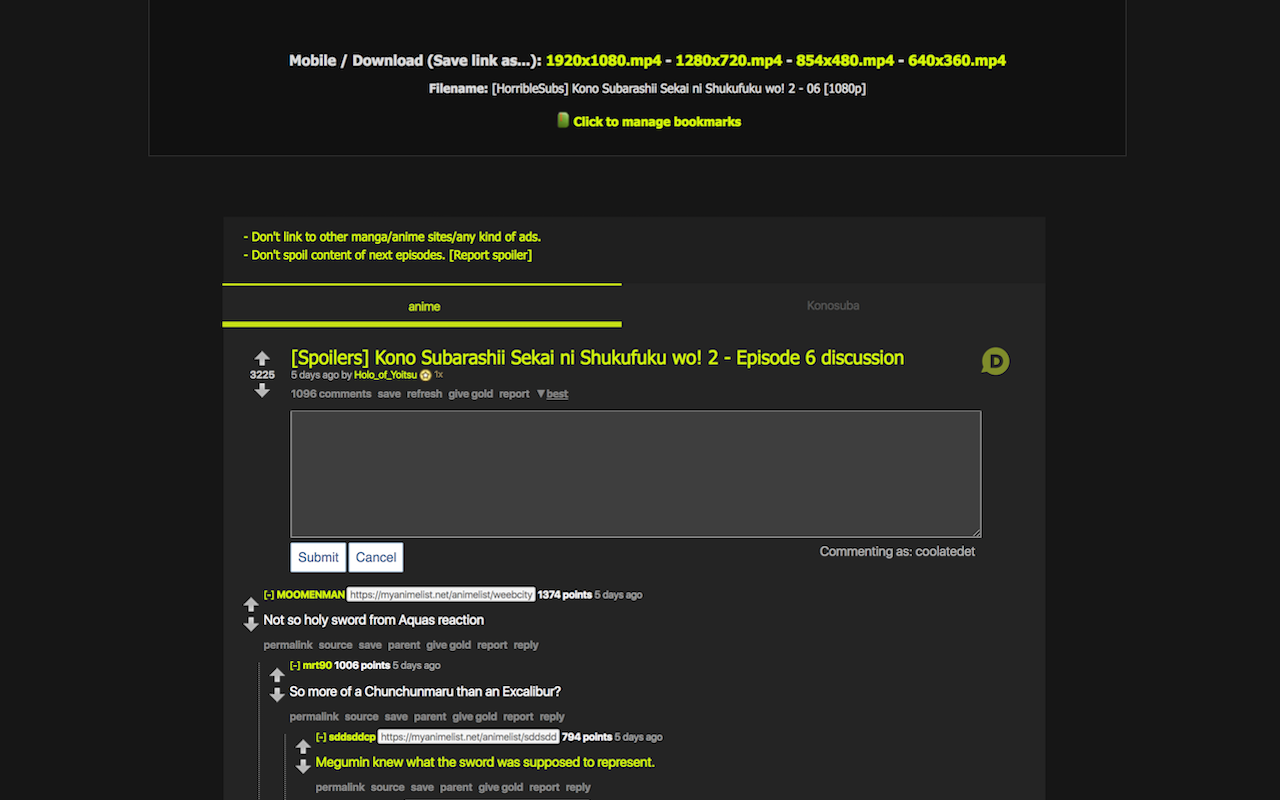 Mobile / Download (Save link as...): 1920x1080.mp4 - 1280x720.mp4 - 854x480.mp4 - 640x360.mp4
Filename: [HorribleSubs] Kono Subarashii Sekai ni Shukufuku wo! 2 - 06 [1080p]
Click to manage bookmarks
- Don't link to other manga/anime sites/any kind of ads.
- Don't spoil content of next episodes. [Report spoiler]
anime Konosuba
[Spoilers] Kono Subarashii Sekai ni Shukufuku wo! 2 - Episode 6 discussion
D
3225
5 days ago by Holo_of_Yoitsu 1x
1096 comments save refresh give gold report ▼best
Submit Cancel
Commenting as: coolatedet
[-] MOOMENMAN https://myanimelist.net/animelist/weebcity 1374 points 5 days ago
Not so holy sword from Aquas reaction
permalink source save parent give gold report reply
[-] mrt90 1006 points 5 days ago
So more of a Chunchunmaru than an Excalibur?
permalink source save parent give gold report reply
[-] sddsddcp https://myanimelist.net/animelist/sddsdd 794 points 5 days ago
Megumin knew what the sword was supposed to represent.
permalink source save parent give gold report reply